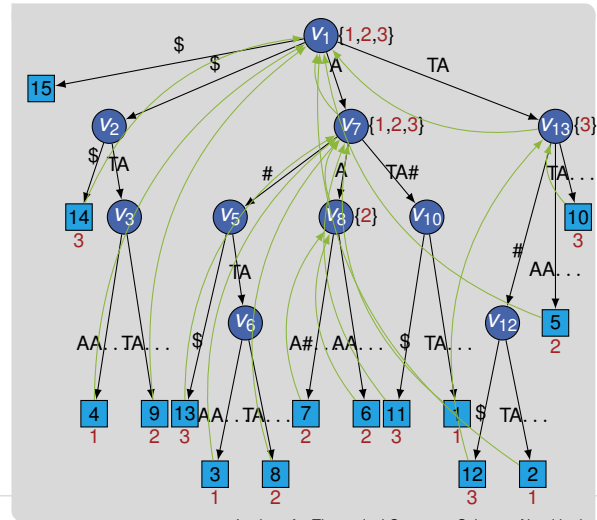 v1 {1,2,3}
$ $ A TA
15
v2 v7 {1,2,3} v13 {3}
$ TA # A TA# TA...
14 v3 v5 v8 {2} v10 10
3 3
# AA...
TA
v6 v12 5
2
AA... TA... $ A#... AA... $ TA...
4 9 13 AA... TA... 7 6 11 1 $ TA...
1 2 3 2 2 3 1
3 8 12 2
1 2 3 1